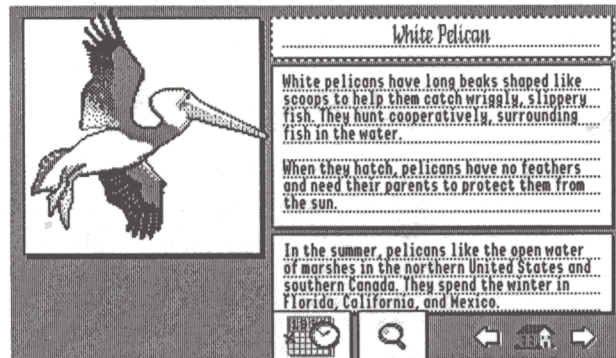 White Pelican
White pelicans have long beaks shaped like
scoops to help them catch wriggly, slippery
fish. They hunt cooperatively, surrounding
fish in the water.
When they hatch, pelicans have no feathers
and need their parents to protect them from
the sun.
In the summer, pelicans like the open water
of marshes in the northern United States and
southern Canada. They spend the winter in
Florida, California, and Mexico.